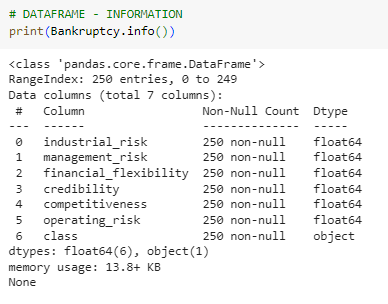 # DATAFRAME - INFORMATION
print(Bankruptcy.info())
<class 'pandas.core.frame.DataFrame'>
RangeIndex: 250 entries, 0 to 249
Data columns (total 7 columns):
 #   Column                 Non-Null Count  Dtype
---  ------                 --------------  -----
 0   industrial_risk        250 non-null    float64
 1   management_risk        250 non-null    float64
 2   financial_flexibility  250 non-null    float64
 3   credibility            250 non-null    float64
 4   competitiveness        250 non-null    float64
 5   operating_risk         250 non-null    float64
 6   class                  250 non-null    object
dtypes: float64(6), object(1)
memory usage: 13.8+ KB
None